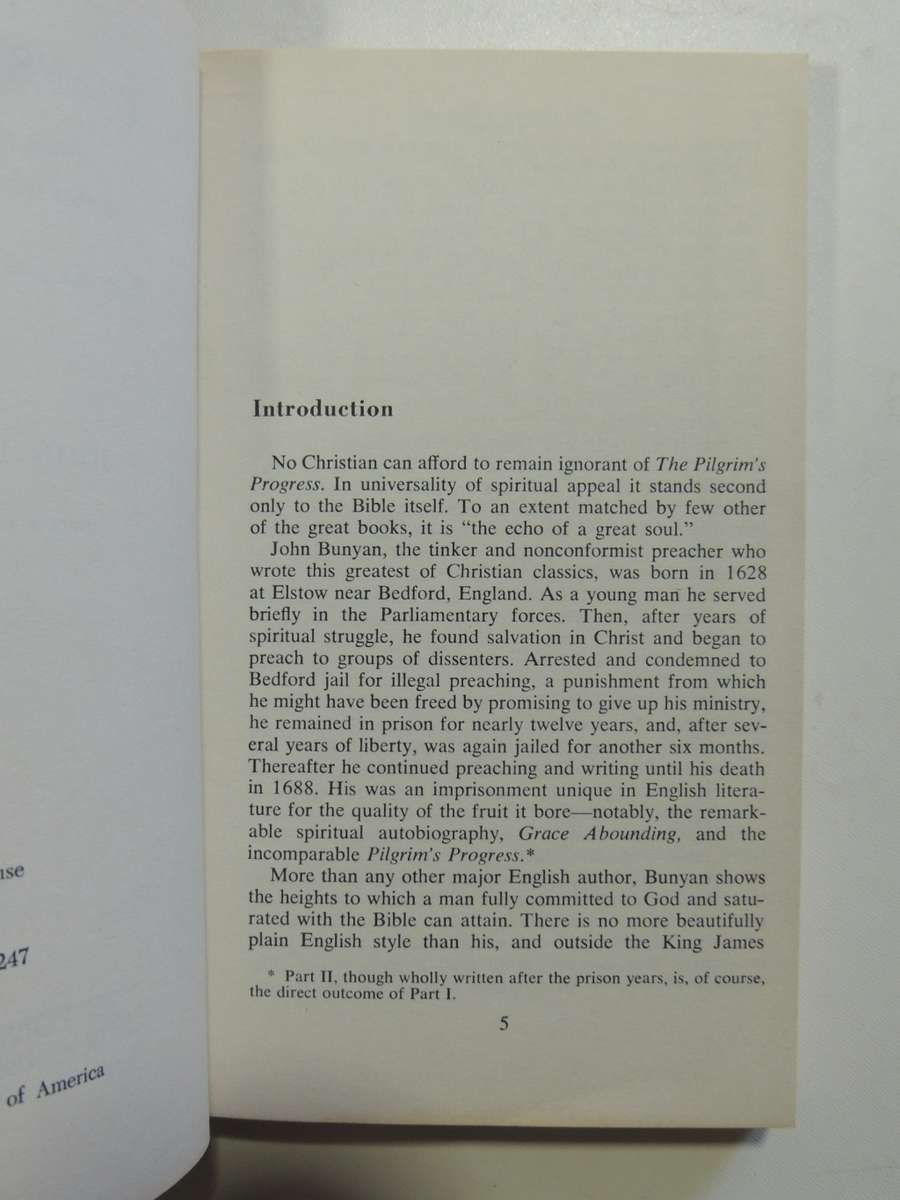 247
of America
Introduction
No Christian can afford to remain ignorant of The Pilgrim's
Progress. In universality of spiritual appeal it stands second
only to the Bible itself. To an extent matched by few other
of the great books, it is “the echo of a great soul.”
John Bunyan, the tinker and nonconformist preacher who
wrote this greatest of Christian classics, was born in 1628
at Elstow near Bedford, England. As a young man he served
briefly in the Parliamentary forces. Then, after years of
spiritual struggle, he found salvation in Christ and began to
preach to groups of dissenters. Arrested and condemned to
Bedford jail for illegal preaching, a punishment from which
he might have been freed by promising to give up his ministry,
he remained in prison for nearly twelve years, and, after sev-
eral years of liberty, was again jailed for another six months.
Thereafter he continued preaching and writing until his death
in 1688. His was an imprisonment unique in English litera-
ture for the quality of the fruit it bore—notably, the remark-
able spiritual autobiography, Grace Abounding, and the
incomparable Pilgrim's Progress.*
More than any other major English author, Bunyan shows
the heights to which a man fully committed to God and satu-
rated with the Bible can attain. There is no more beautifully
plain English style than his, and outside the King James
* Part II, though wholly written after the prison years, is, of course,
the direct outcome of Part I.
5